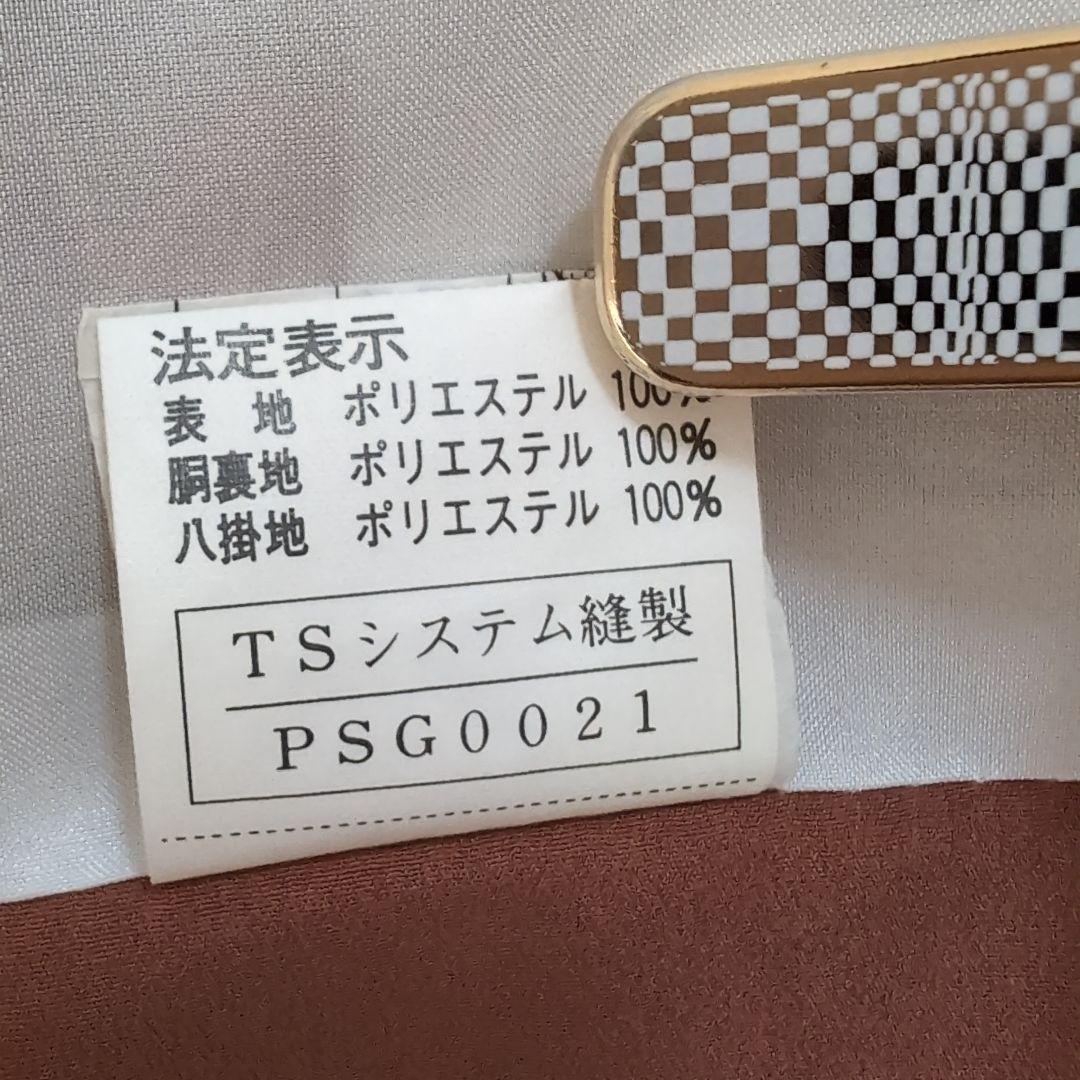 法定表示
表 地 ポリエステル 100%
胴裏地 ポリエステル 100%
八掛地 ポリエステル 100%
TSシステム縫製
PSG0021